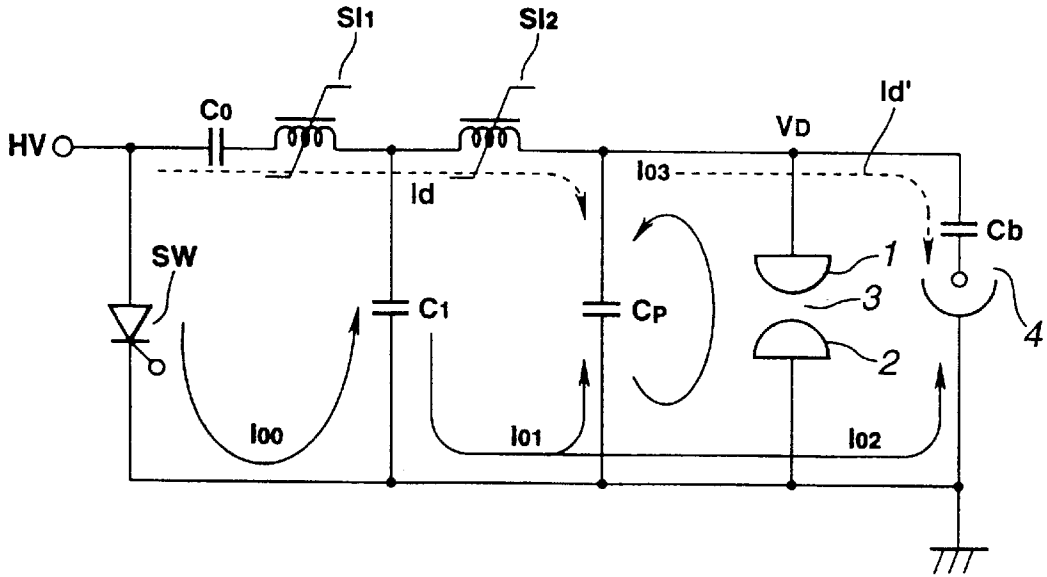 SI1
SI2
C0
HV
VD
Id'
Id
I03
Cb
SW
1
3
C1
CP
2
4
I00
I01
I02